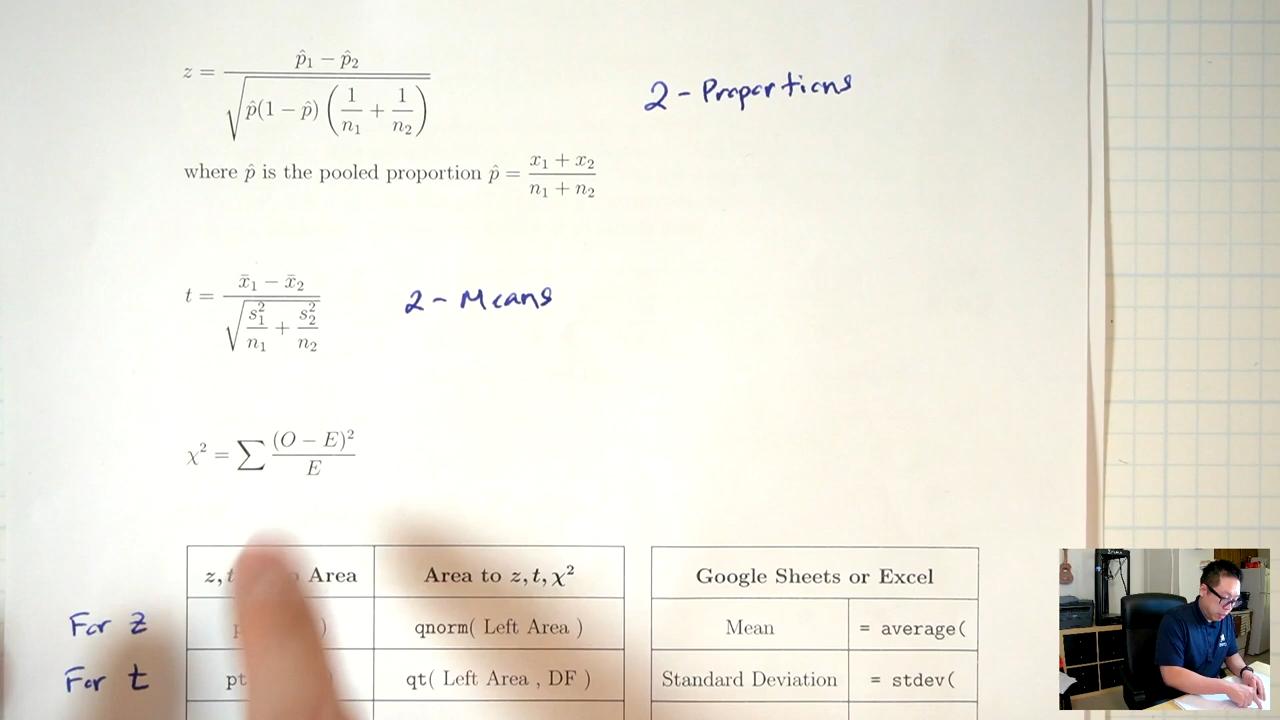 z = (p̂₁ − p̂₂) / √(p̂(1 − p̂)(1/n₁ + 1/n₂))
2 - Proportions
where p̂ is the pooled proportion p̂ = (x₁ + x₂) / (n₁ + n₂)
t = (x̄₁ − x̄₂) / √(s₁²/n₁ + s₂²/n₂)
2 - Means
χ² = ∑ (O − E)² / E
z, t Area
Area to z, t, χ²
Google Sheets or Excel
For z
p )
qnorm( Left Area )
Mean
= average(
For t
pt
qt( Left Area , DF )
Standard Deviation
= stdev(